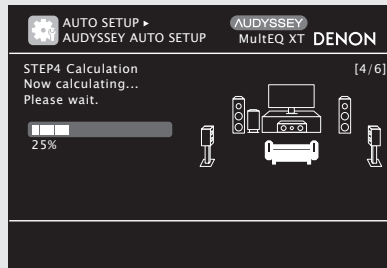 AUTO SETUP ▸
AUDYSSEY AUTO SETUP
AUDYSSEY
MultEQ XT
DENON
STEP4 Calculation
[4/6]
Now calculating...
Please wait.
25%